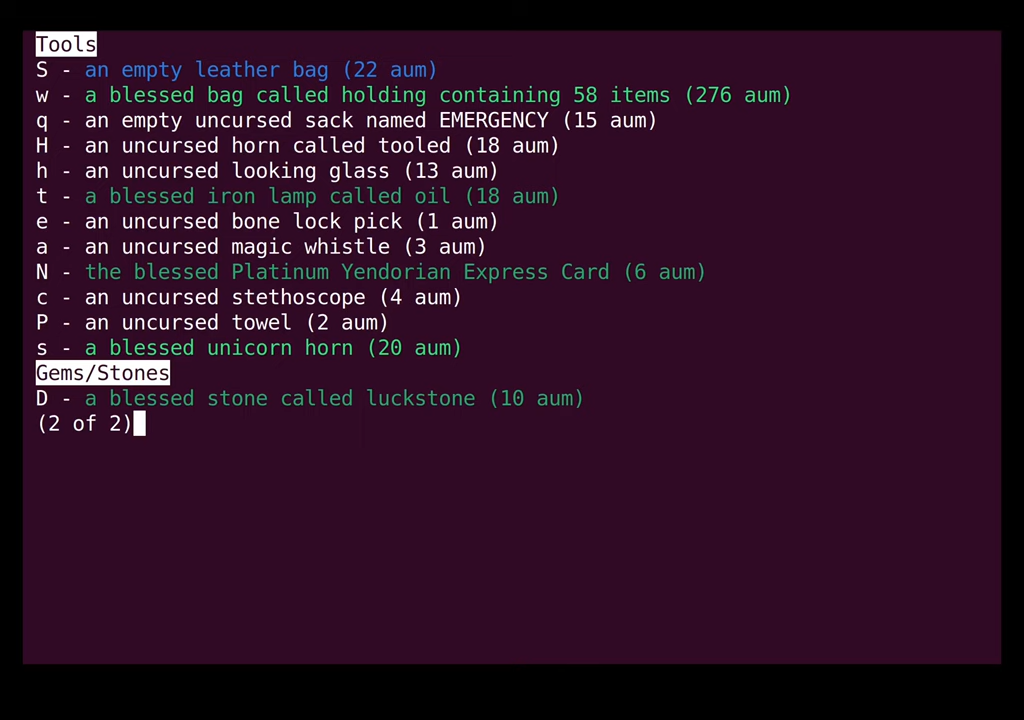 Tools
S - an empty leather bag (22 aum)
w - a blessed bag called holding containing 58 items (276 aum)
q - an empty uncursed sack named EMERGENCY (15 aum)
H - an uncursed horn called tooled (18 aum)
h - an uncursed looking glass (13 aum)
t - a blessed iron lamp called oil (18 aum)
e - an uncursed bone lock pick (1 aum)
a - an uncursed magic whistle (3 aum)
N - the blessed Platinum Yendorian Express Card (6 aum)
c - an uncursed stethoscope (4 aum)
P - an uncursed towel (2 aum)
s - a blessed unicorn horn (20 aum)
Gems/Stones
D - a blessed stone called luckstone (10 aum)
(2 of 2)